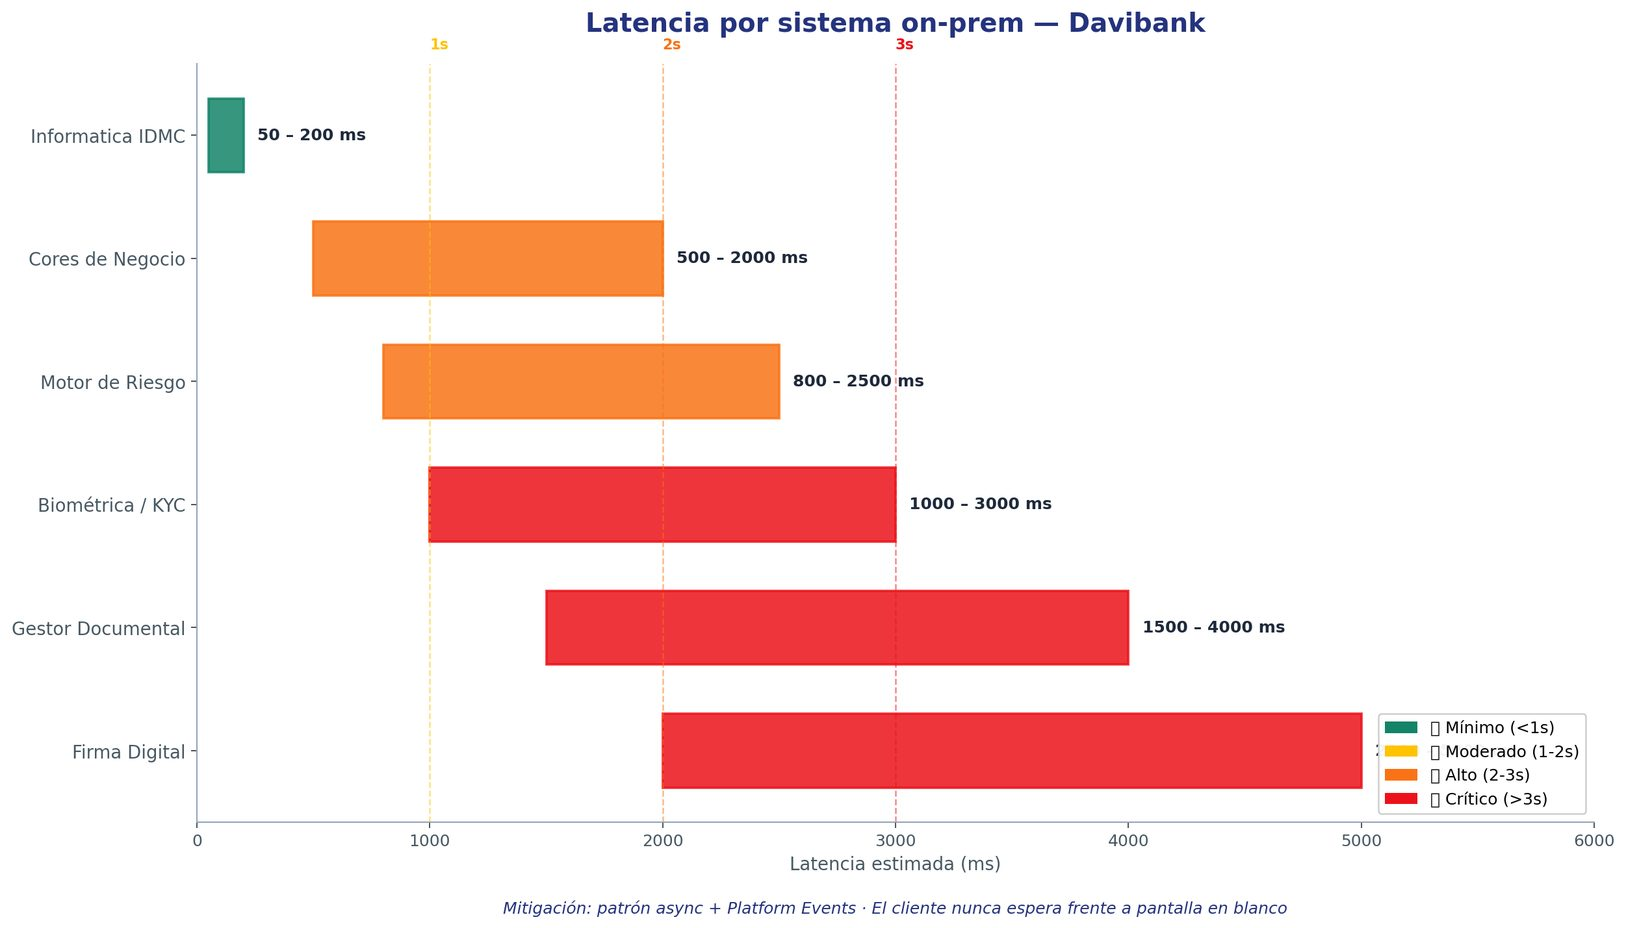 Latencia por sistema on-prem — Davibank
1s
2s
3s
Informatica IDMC
50 – 200 ms
Cores de Negocio
500 – 2000 ms
Motor de Riesgo
800 – 2500 ms
Biométrica / KYC
1000 – 3000 ms
Gestor Documental
1500 – 4000 ms
Firma Digital
Mínimo (<1s)
Moderado (1-2s)
Alto (2-3s)
Crítico (>3s)
0
1000
2000
3000
4000
5000
6000
Latencia estimada (ms)
Mitigación: patrón async + Platform Events · El cliente nunca espera frente a pantalla en blanco